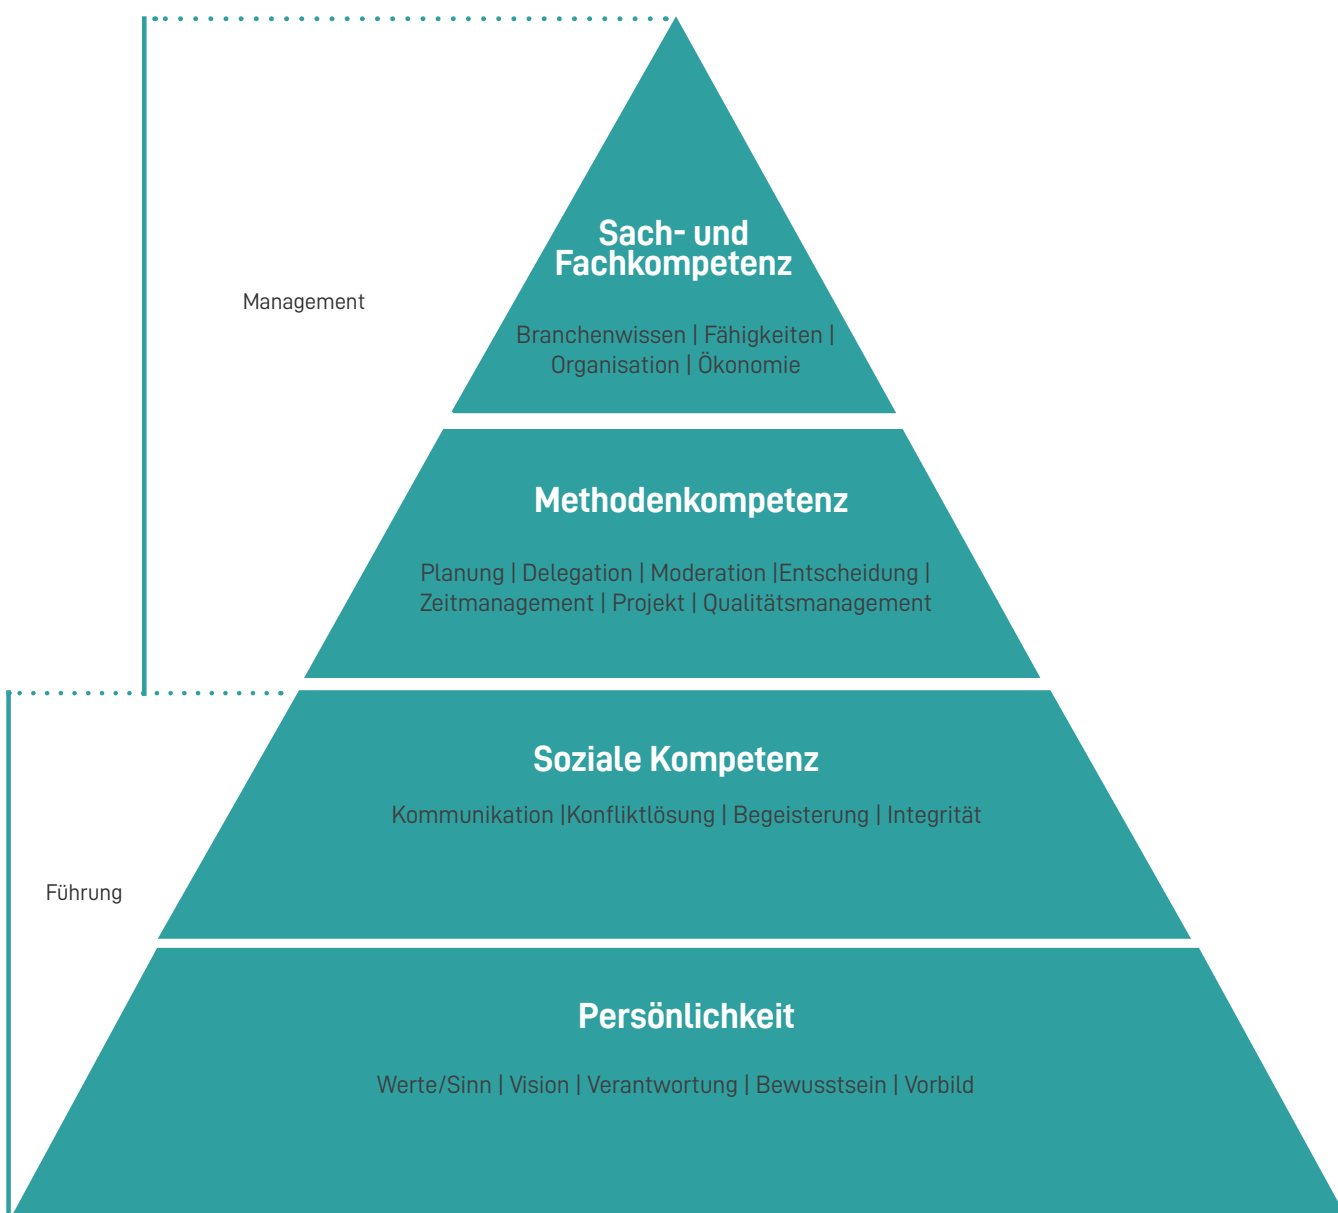 Sach- und
Fachkompetenz
Management
Branchenwissen | Fähigkeiten |
Organisation | Ökonomie
Methodenkompetenz
Planung | Delegation | Moderation |Entscheidung |
Zeitmanagement | Projekt | Qualitätsmanagement
Soziale Kompetenz
Kommunikation |Konfliktlösung | Begeisterung | Integrität
Führung
Persönlichkeit
Werte/Sinn | Vision | Verantwortung | Bewusstsein | Vorbild